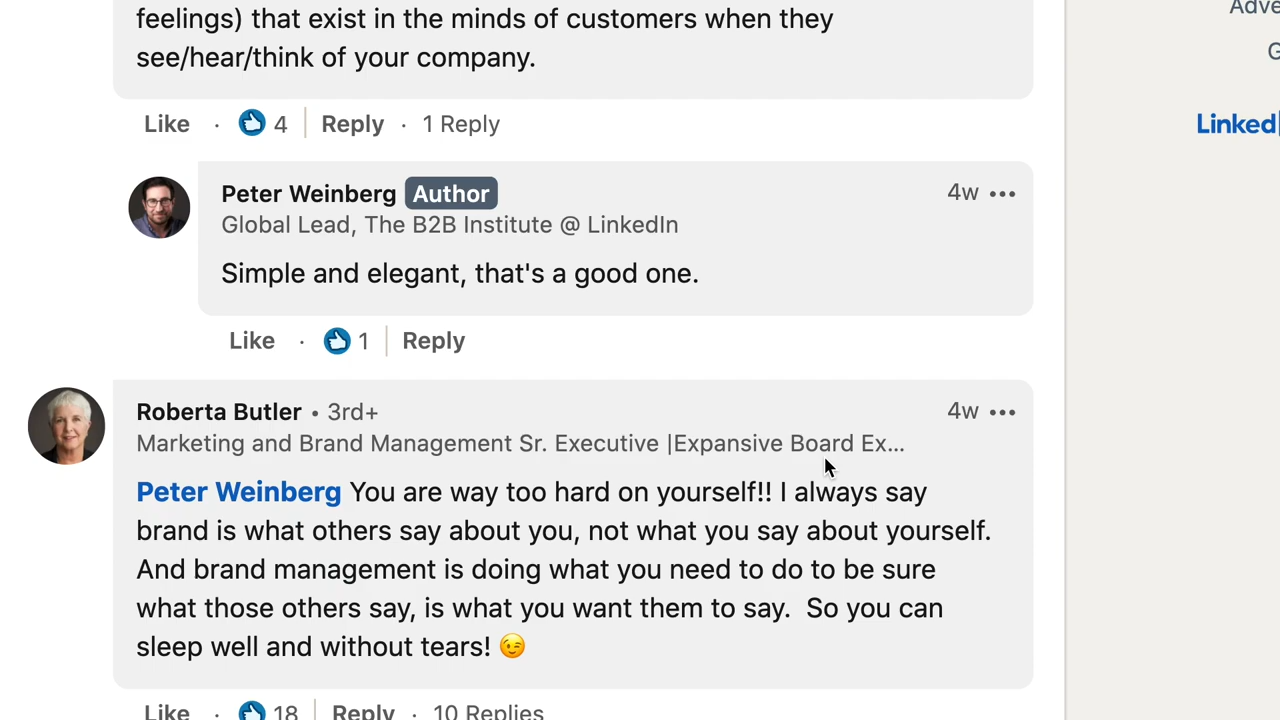 feelings) that exist in the minds of customers when they
see/hear/think of your company.
Like · 4 Reply · 1 Reply
Peter Weinberg Author 4w
Global Lead, The B2B Institute @ LinkedIn
Simple and elegant, that's a good one.
Like · 1 Reply
Roberta Butler • 3rd+ 4w
Marketing and Brand Management Sr. Executive |Expansive Board Ex...
Peter Weinberg You are way too hard on yourself!! I always say
brand is what others say about you, not what you say about yourself.
And brand management is doing what you need to do to be sure
what those others say, is what you want them to say.  So you can
sleep well and without tears! 😉
Like · 18 Reply · 10 Replies
Adve
G
Linked